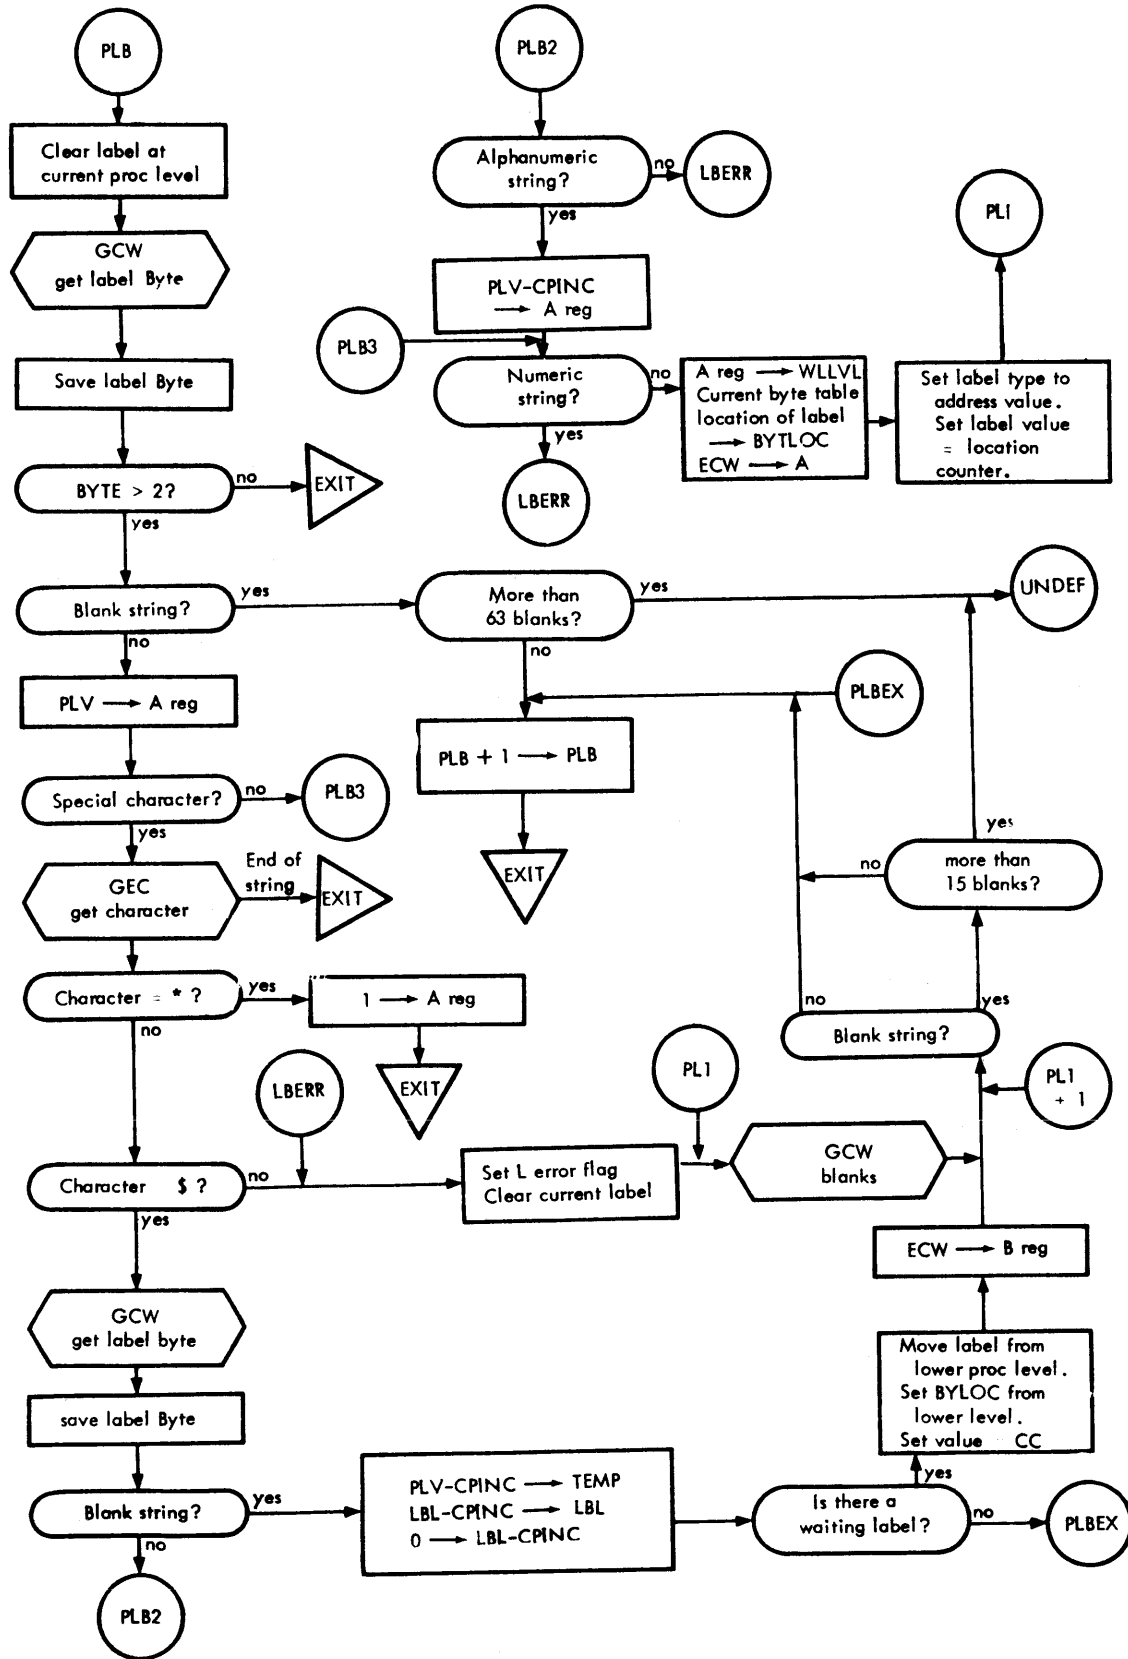 PLB
Clear label at
current proc level
GCW
get label Byte
Save label Byte
BYTE > 2?
no
EXIT
yes
Blank string?
yes
no
PLV → A reg
Special character?
no
PLB3
yes
GEC
get character
End of
string
EXIT
Character = * ?
yes
1 → A reg
EXIT
no
LBERR
Character $ ?
no
Set L error flag
Clear current label
yes
GCW
get label byte
save label Byte
Blank string?
yes
no
PLB2
PLV-CPINC → TEMP
LBL-CPINC → LBL
0 → LBL-CPINC
Is there a
waiting label?
no
PLBEX
yes
Move label from
lower proc level.
Set BYLOC from
lower level.
Set value CC
ECW → B reg
PL1
GCW
blanks
PL1
+ 1
Blank string?
no
yes
more than
15 blanks?
no
yes
PLBEX
More than
63 blanks?
yes
UNDEF
no
PLB + 1 → PLB
EXIT
PLB2
Alphanumeric
string?
no
LBERR
yes
PLV-CPINC
→ A reg
PLB3
Numeric
string?
no
yes
LBERR
A reg → WLLVL
Current byte table
location of label
→ BYTLOC
ECW → A
Set label type to
address value.
Set label value
= location
counter.
PL1